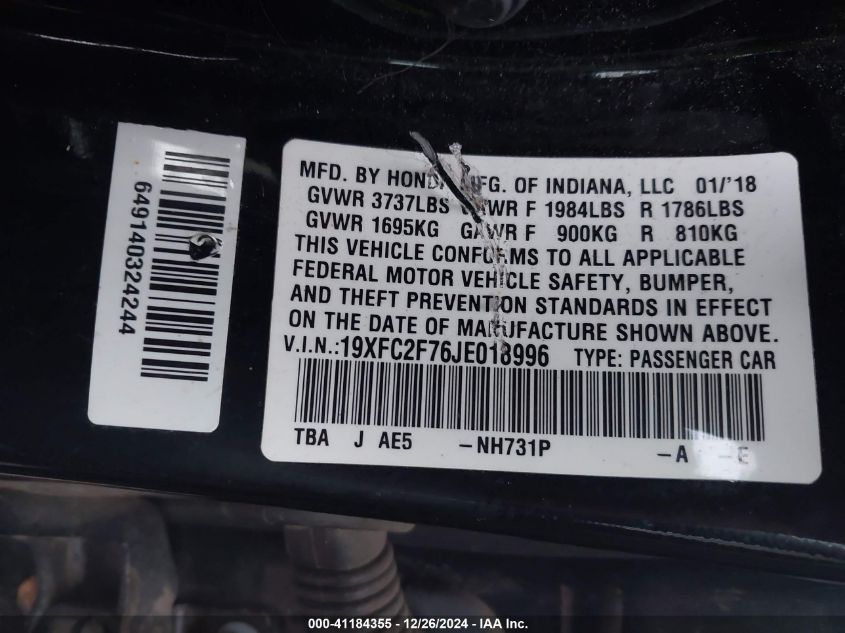 6491403324244
MFD. BY HONDA MFG. OF INDIANA, LLC 01/'18
GVWR 3737LBS GAWR F 1984LBS R 1786LBS
GVWR 1695KG GAWR F 900KG R 810KG
THIS VEHICLE CONFORMS TO ALL APPLICABLE
FEDERAL MOTOR VEHICLE SAFETY, BUMPER,
AND THEFT PREVENTION STANDARDS IN EFFECT
ON THE DATE OF MANUFACTURE SHOWN ABOVE.
V.I.N.:19XFC2F76JE018996 TYPE: PASSENGER CAR
TBA J AE5 -NH731P -A -E
000-41184355 - 12/26/2024 - IAA Inc.